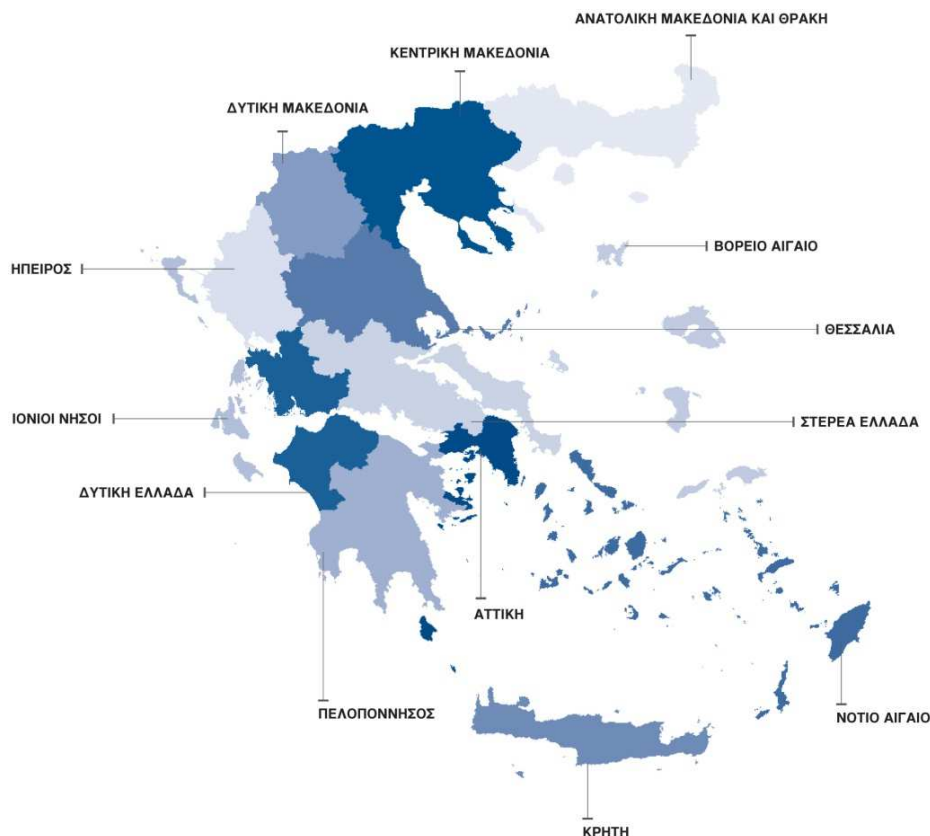 ΑΝΑΤΟΛΙΚΗ ΜΑΚΕΔΟΝΙΑ ΚΑΙ ΘΡΑΚΗ
ΚΕΝΤΡΙΚΗ ΜΑΚΕΔΟΝΙΑ
ΔΥΤΙΚΗ ΜΑΚΕΔΟΝΙΑ
ΒΟΡΕΙΟ ΑΙΓΑΙΟ
ΗΠΕΙΡΟΣ
ΘΕΣΣΑΛΙΑ
ΙΟΝΙΟΙ ΝΗΣΟΙ
ΣΤΕΡΕΑ ΕΛΛΑΔΑ
ΔΥΤΙΚΗ ΕΛΛΑΔΑ
ΑΤΤΙΚΗ
ΠΕΛΟΠΟΝΝΗΣΟΣ
ΝΟΤΙΟ ΑΙΓΑΙΟ
ΚΡΗΤΗ